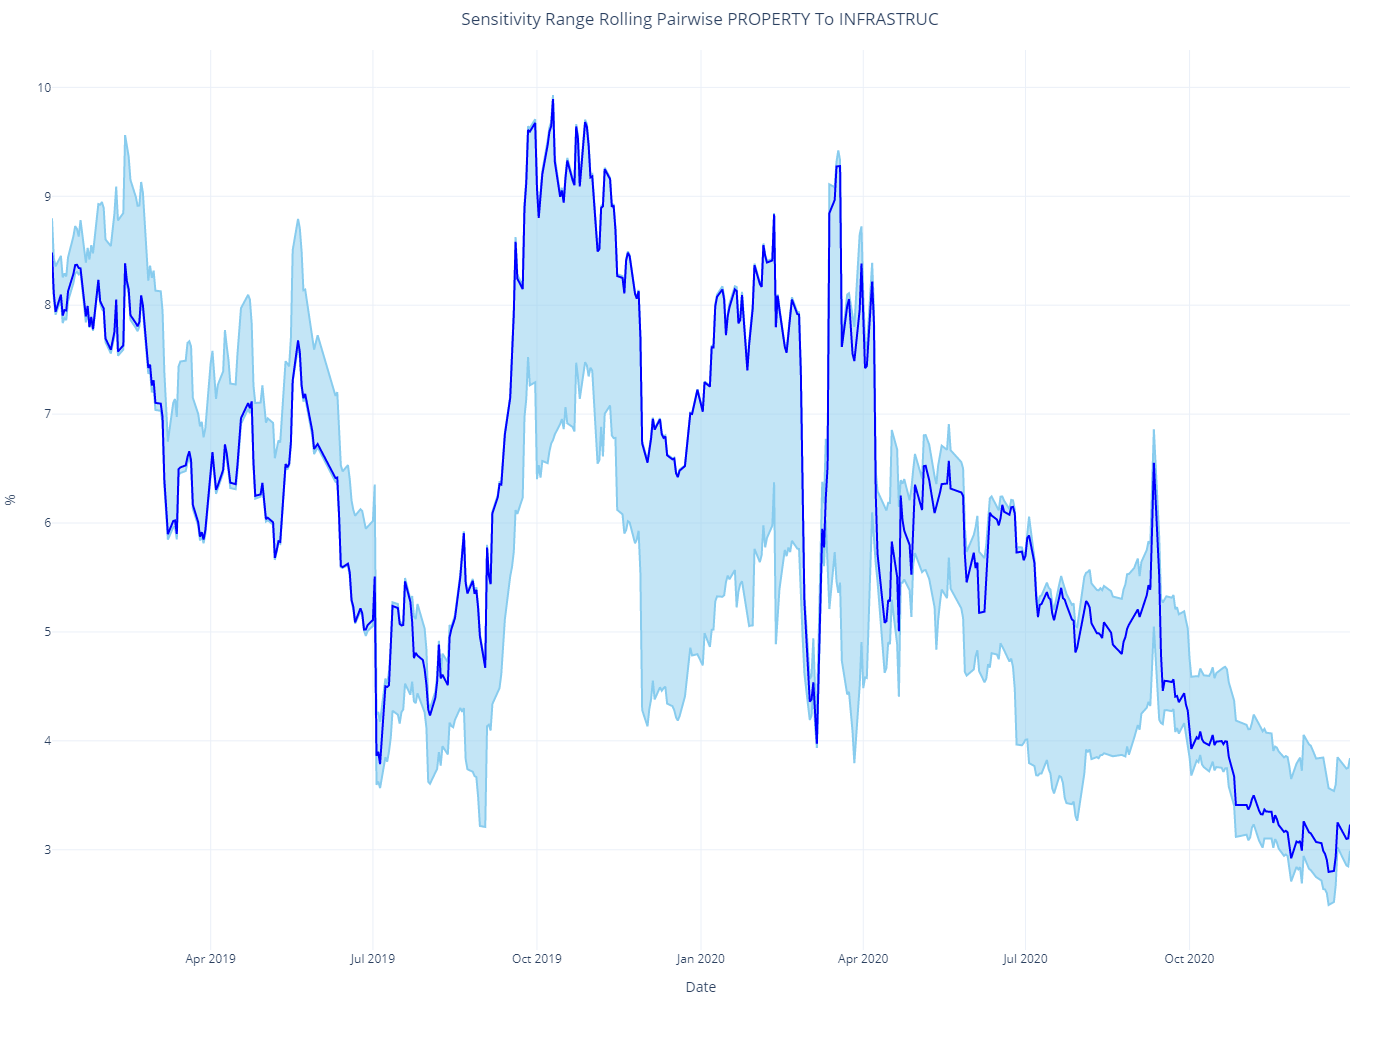 Sensitivity Range Rolling Pairwise PROPERTY To INFRASTRUC
10
9
8
7
6
5
4
3
%
Apr 2019
Jul 2019
Oct 2019
Jan 2020
Apr 2020
Jul 2020
Oct 2020
Date